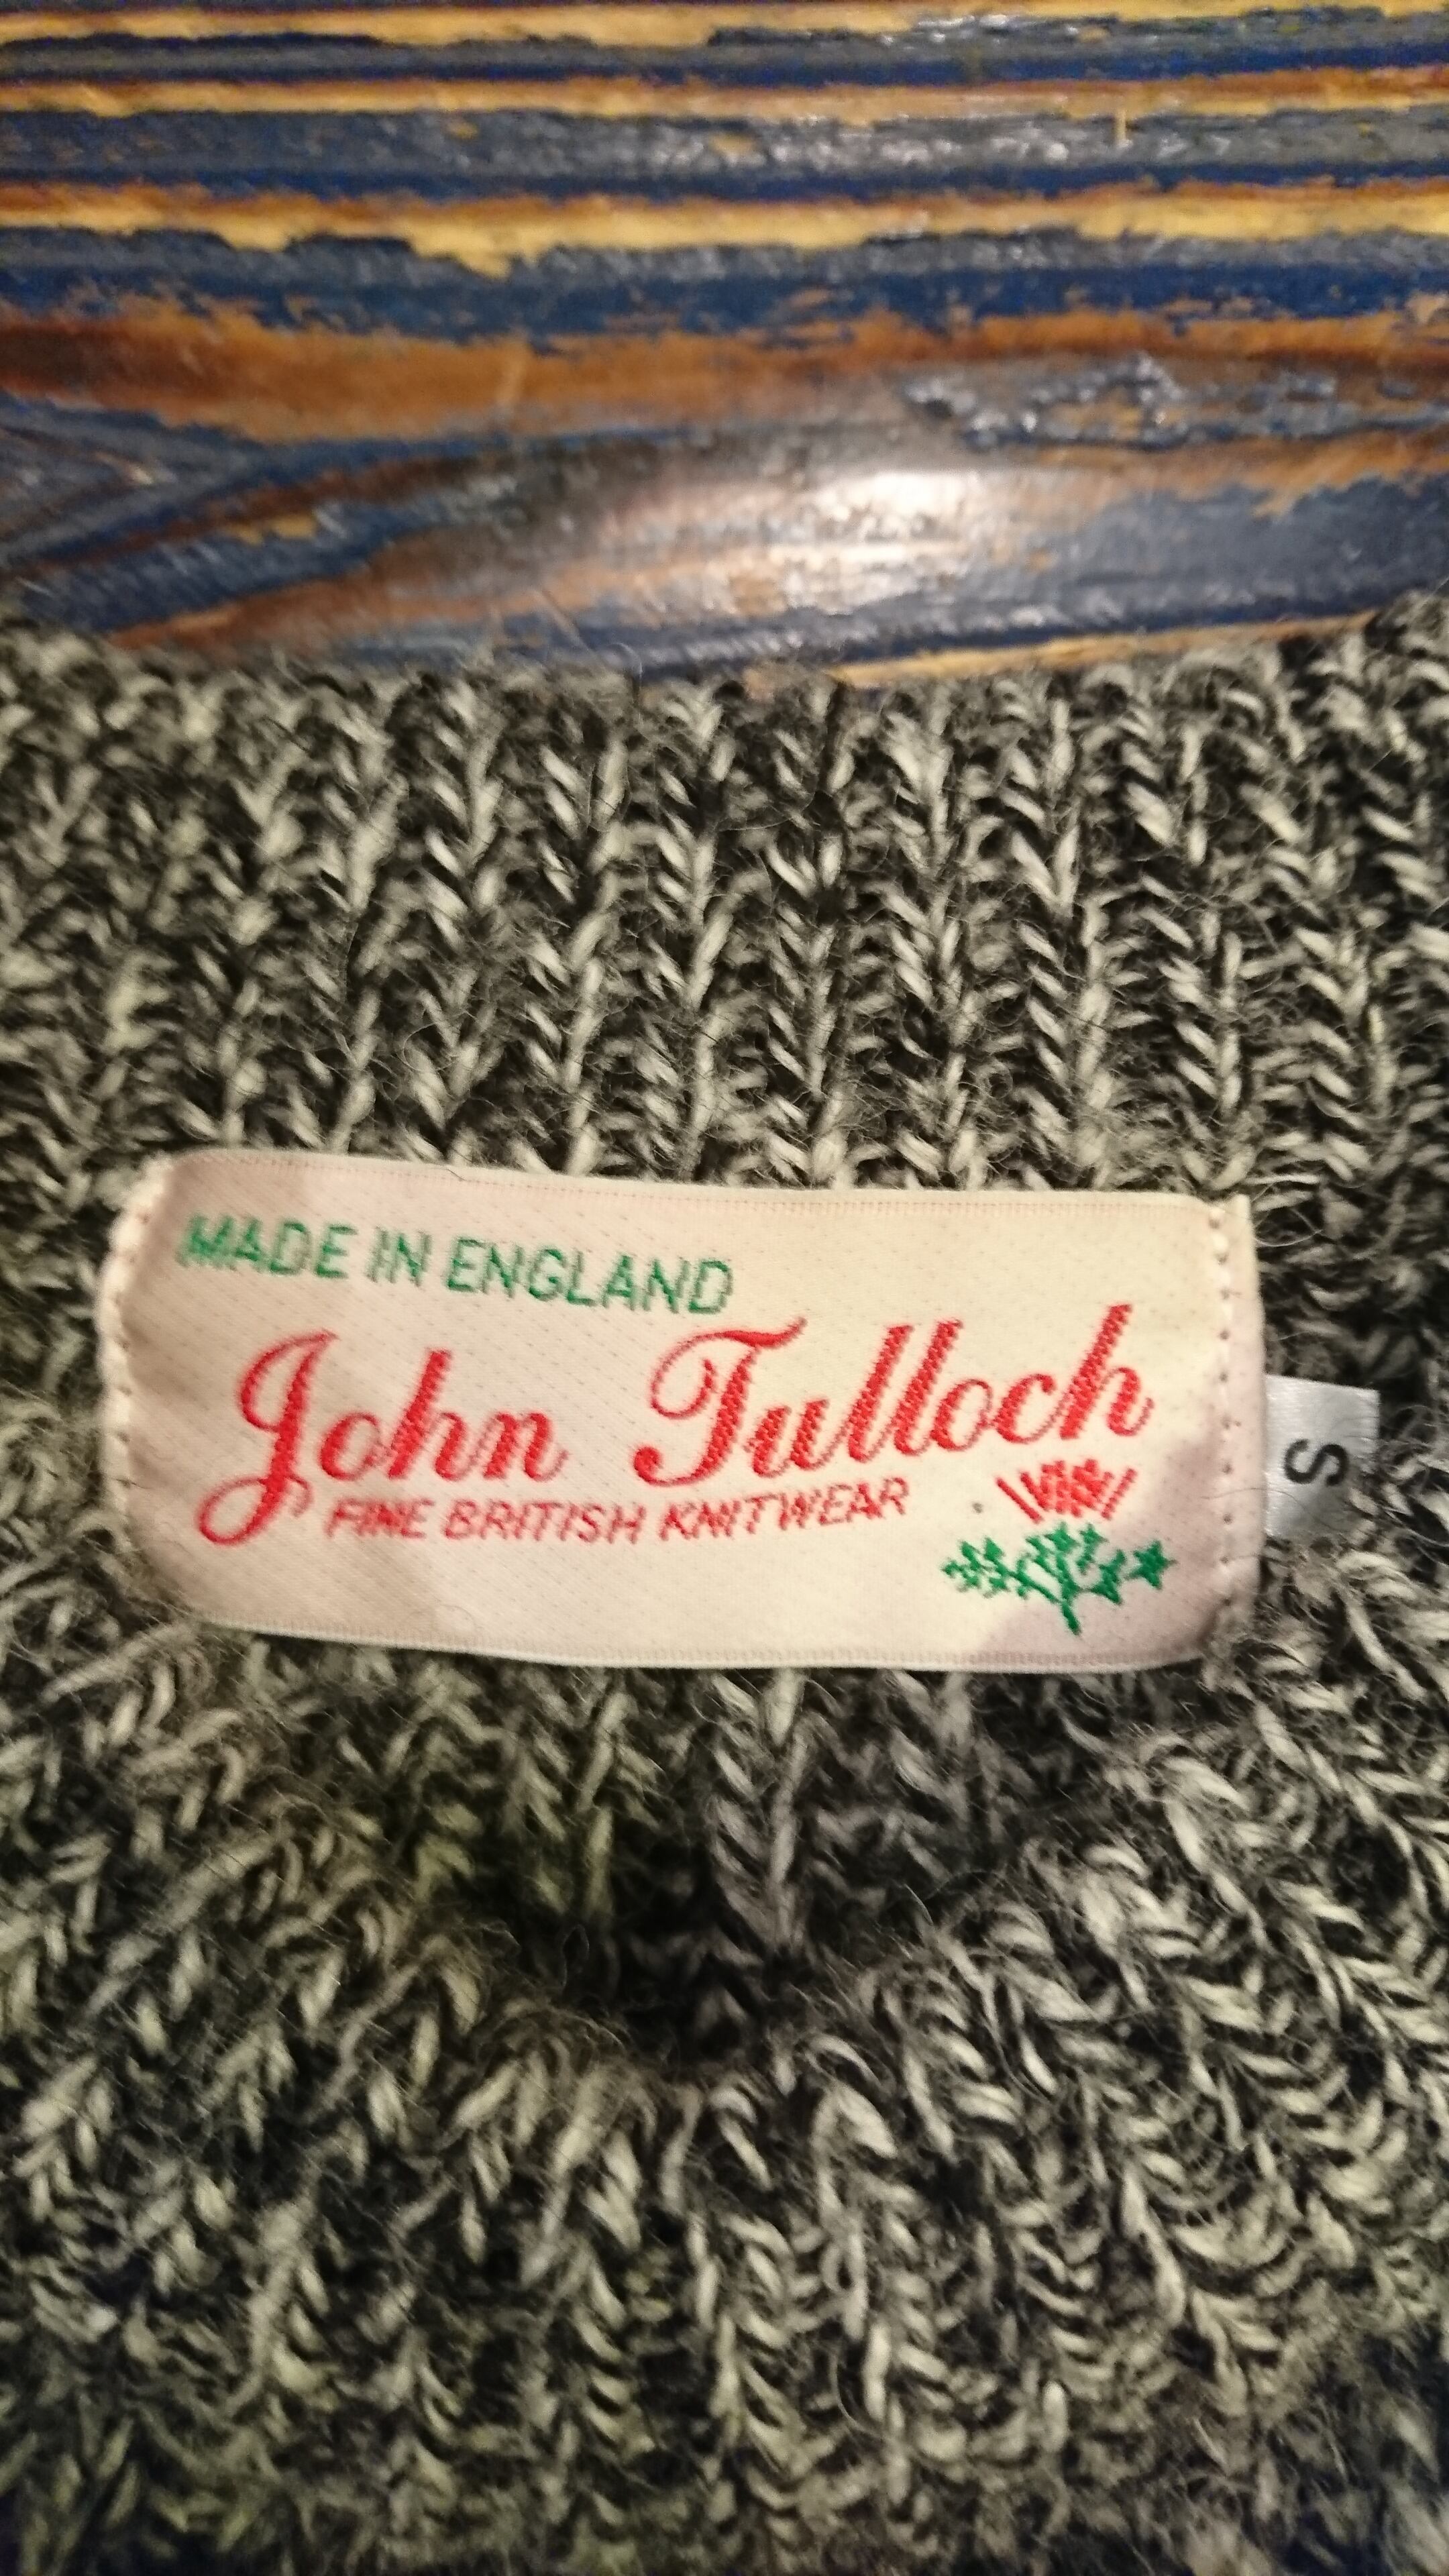 MADE IN ENGLAND
John Tulloch
FINE BRITISH KNITWEAR
S